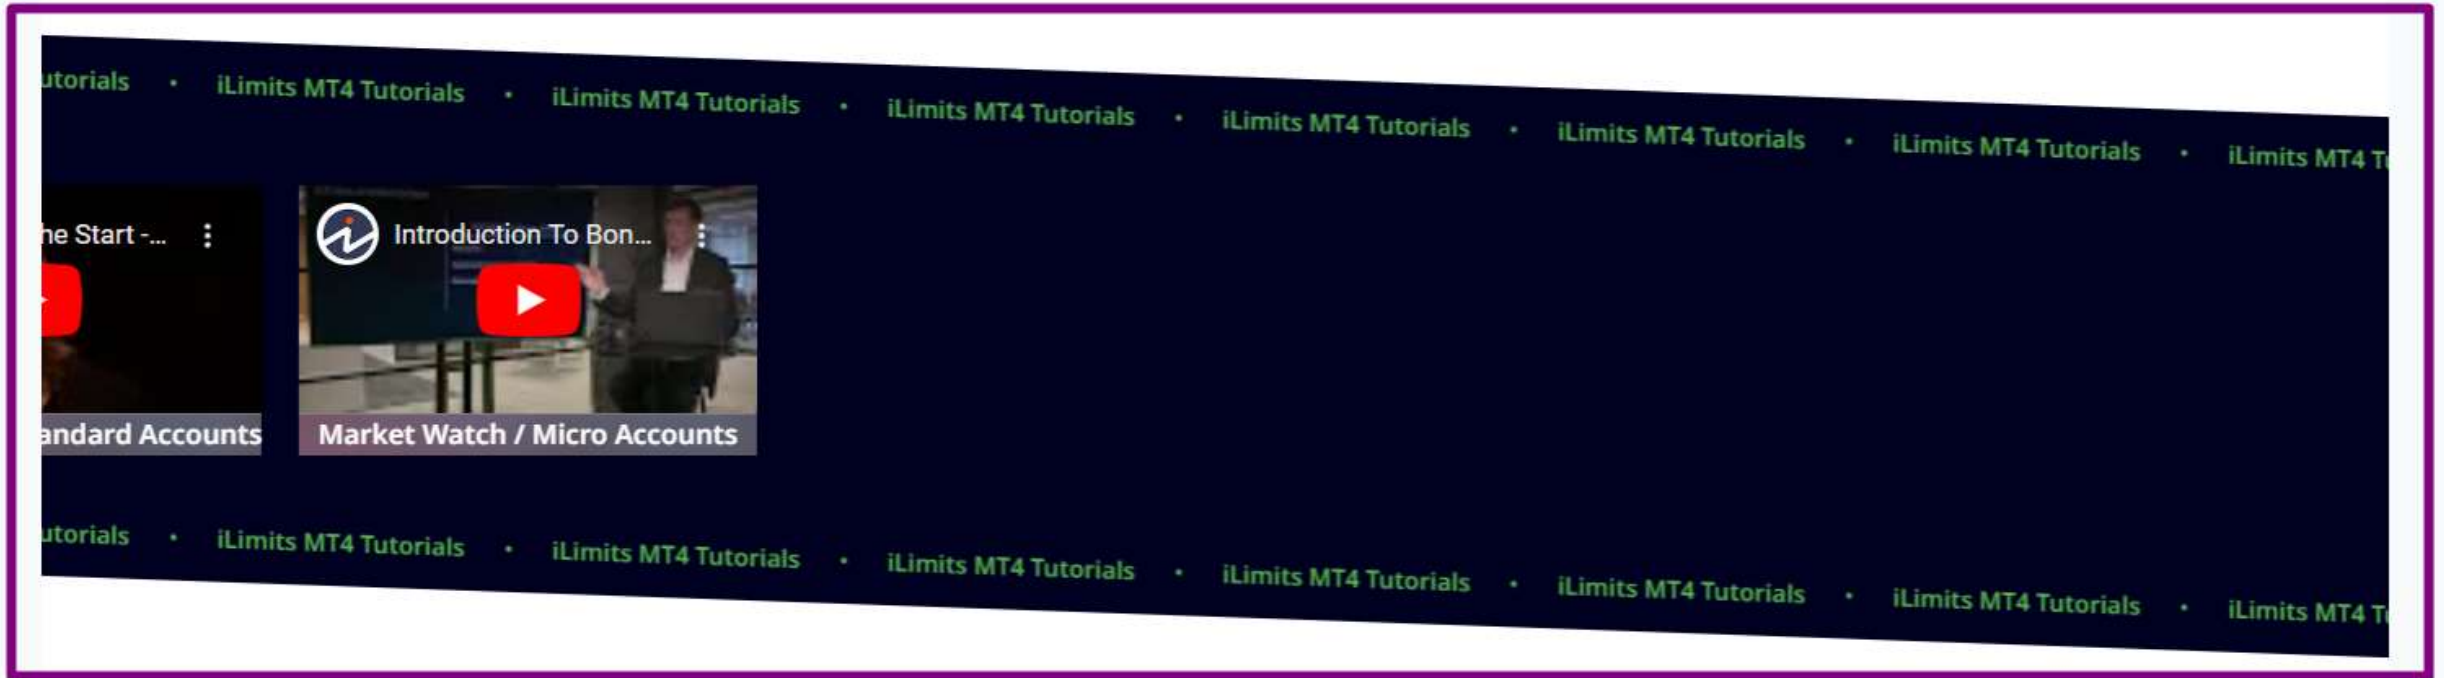 utorials • iLimits MT4 Tutorials • iLimits MT4 Tutorials • iLimits MT4 Tutorials • iLimits MT4 Tutorials • iLimits MT4 Tutorials • iLimits MT4 Tutorials • iLimits MT4 T
he Start -...
Introduction To Bon...
andard Accounts
Market Watch / Micro Accounts
utorials • iLimits MT4 Tutorials • iLimits MT4 Tutorials • iLimits MT4 Tutorials • iLimits MT4 Tutorials • iLimits MT4 Tutorials • iLimits MT4 Tutorials • iLimits MT4 T